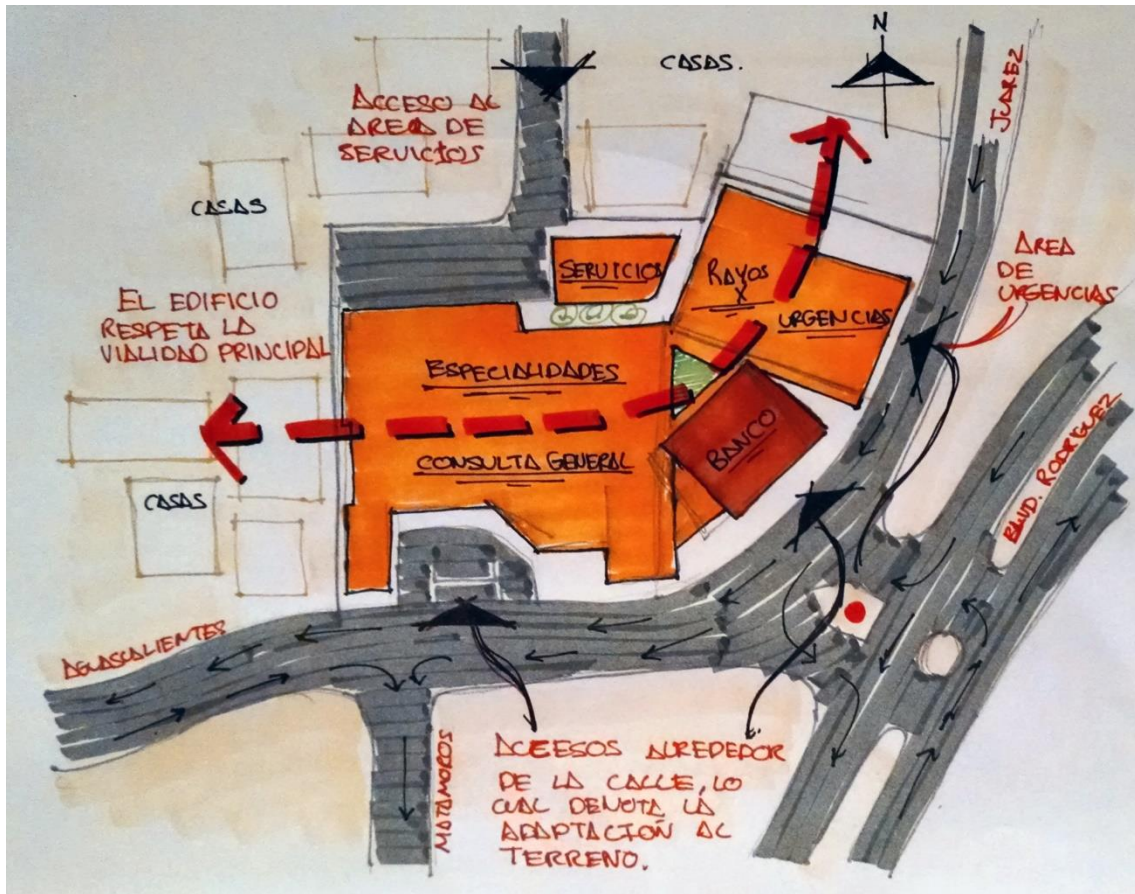 N
CASAS.
JUAREZ
ACCESO AL
AREA DE
SERVICIOS
CASAS
AREA
DE
URGENCIAS
SERVICIOS
RAYOS
X
URGENCIAS
EL EDIFICIO
RESPETA LA
VIALIDAD PRINCIPAL
ESPECIALIDADES
BANCO
CONSULTA GENERAL
CASAS
BLVD. RODRIGUEZ
AGUASCALIENTES
MATAMOROS
ACCESOS ALREDEDOR
DE LA CALLE, LO
CUAL DENOTA LA
ADAPTACIÓN AL
TERRENO.